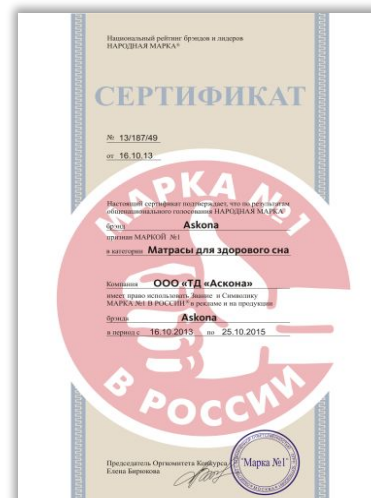 Национальный рейтинг брэндов и лидеров
НАРОДНАЯ МАРКА®
СЕРТИФИКАТ
№ 13/187/49
от 16.10.13
Настоящий сертификат подтверждает, что по результатам
общенационального голосования НАРОДНАЯ МАРКА®
брэнд Askona
признан МАРКОЙ №1
в категории Матрасы для здорового сна
Компания ООО «ТД «Аскона»
имеет право использовать Звание и Символику
МАРКА №1 В РОССИИ® в рекламе и на продукции
брэнда Askona
в период с 16.10.2013 по 25.10.2015
МАРКА №1
В РОССИИ
Председатель Оргкомитета Конкурса
Елена Бирюкова
"Марка №1"